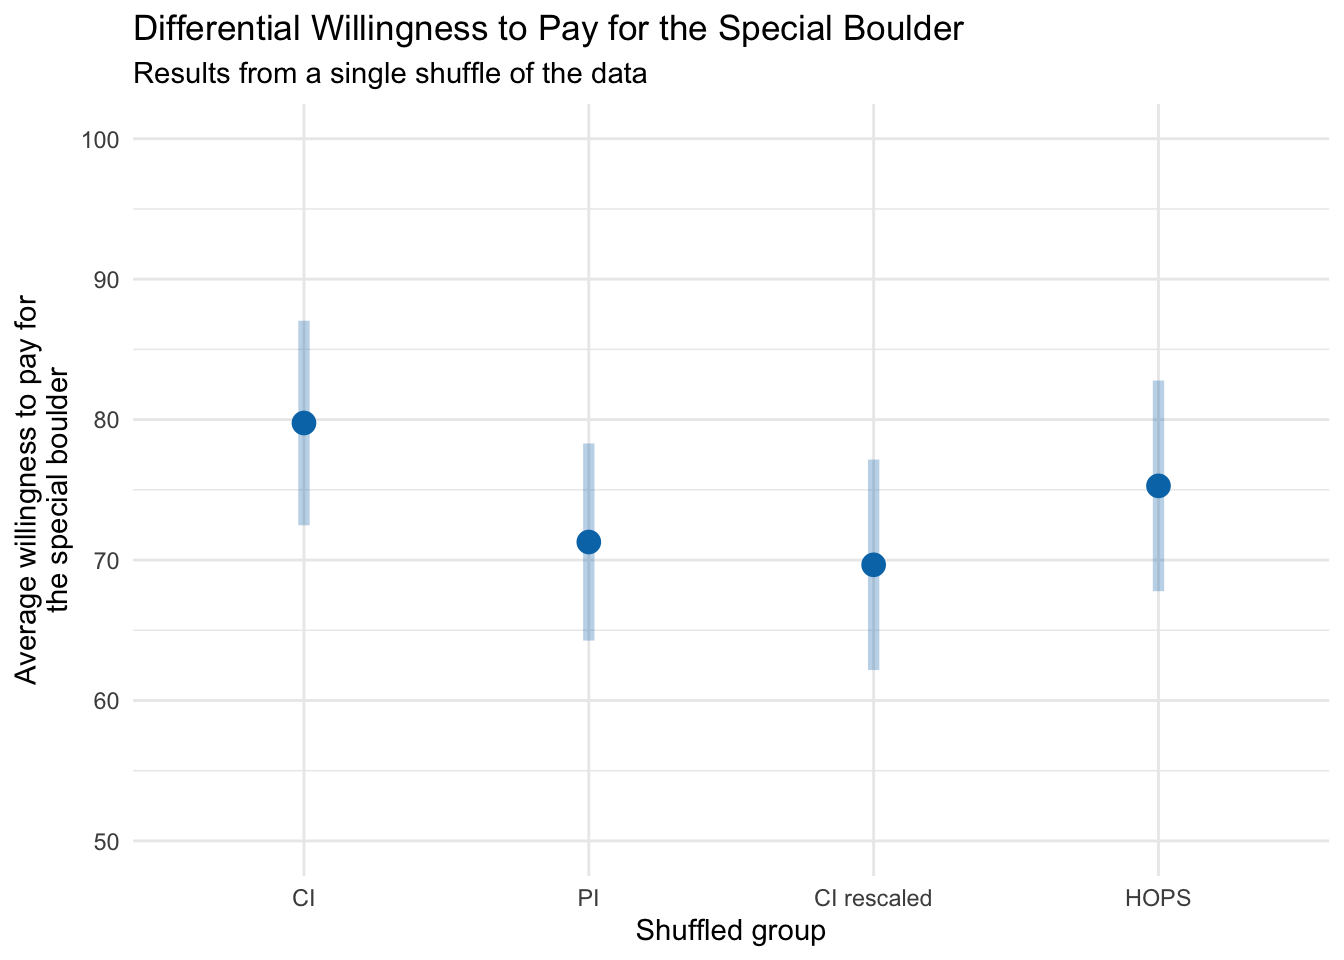 Differential Willingness to Pay for the Special Boulder
Results from a single shuffle of the data
Average willingness to pay for
the special boulder
100
90
80
70
60
50
CI
PI
CI rescaled
HOPS
Shuffled group